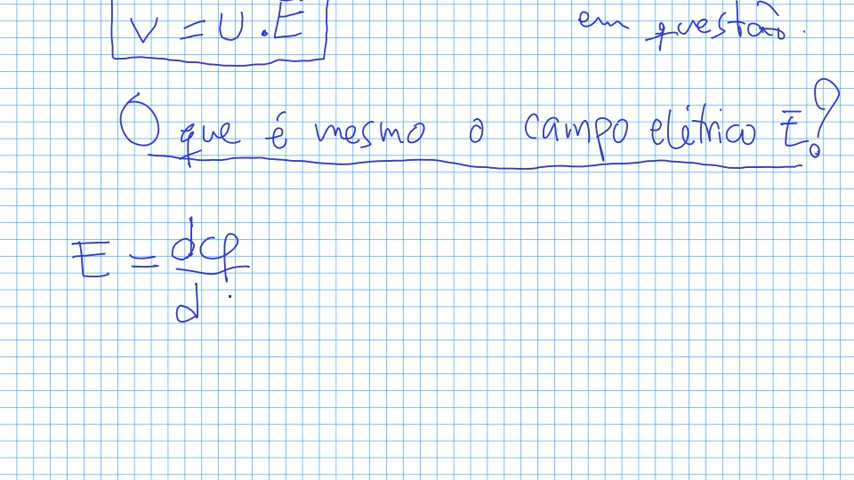 v = u . E
em questão.
O que é mesmo o campo elétrico E?
E = dφ
d